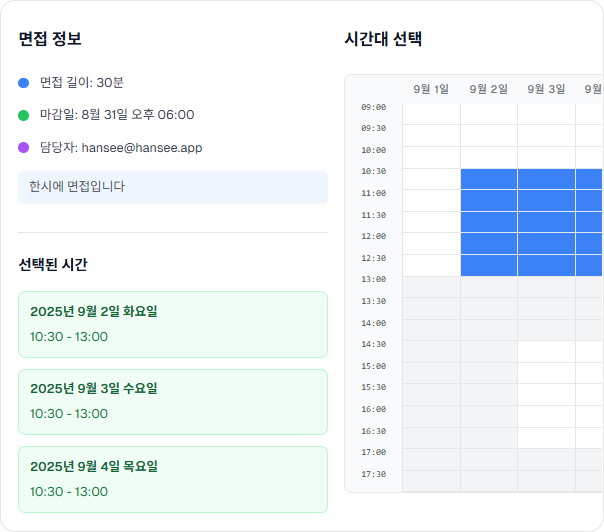 면접 정보
면접 길이: 30분
마감일: 8월 31일 오후 06:00
담당자: hansee@hansee.app
한시에 면접입니다
선택된 시간
2025년 9월 2일 화요일
10:30 - 13:00
2025년 9월 3일 수요일
10:30 - 13:00
2025년 9월 4일 목요일
10:30 - 13:00
시간대 선택
9월 1일 9월 2일 9월 3일 9월
09:00
09:30
10:00
10:30
11:00
11:30
12:00
12:30
13:00
13:30
14:00
14:30
15:00
15:30
16:00
16:30
17:00
17:30